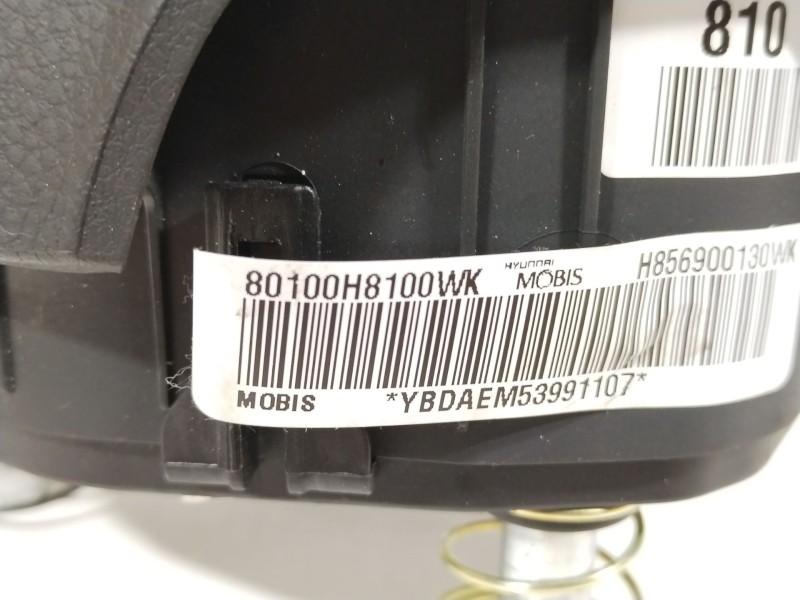 810
80100H8100WK HYUNDAI MOBIS H856900130WK
MOBIS *YBDAEM53991107*